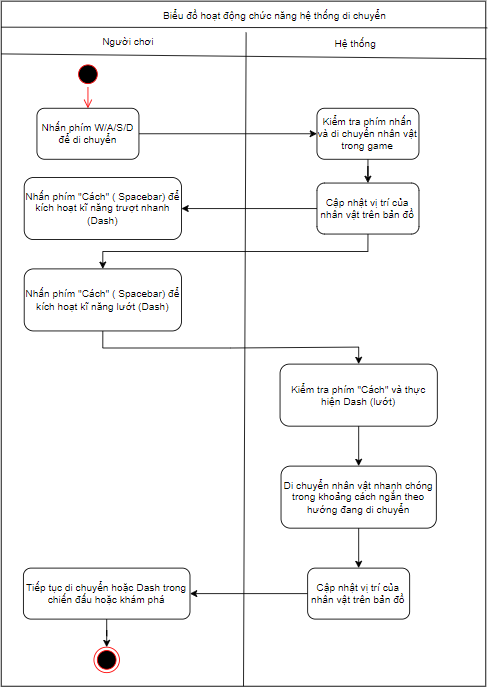 Biểu đồ hoạt động chức năng hệ thống di chuyển
Người chơi
Hệ thống
Nhấn phím W/A/S/D
để di chuyển
Kiểm tra phím nhấn
và di chuyển nhân vật
trong game
Nhấn phím "Cách" ( Spacebar) để
kích hoạt kĩ năng trượt nhanh
(Dash)
Cập nhật vị trí của
nhân vật trên bản đồ
Nhấn phím "Cách" ( Spacebar) để
kích hoạt kĩ năng lướt (Dash)
Kiểm tra phím "Cách" và thực
hiện Dash (lướt)
Di chuyển nhân vật nhanh chóng
trong khoảng cách ngắn theo
hướng đang di chuyển
Tiếp tục di chuyển hoặc Dash trong
chiến đấu hoặc khám phá
Cập nhật vị trí của
nhân vật trên bản đồ